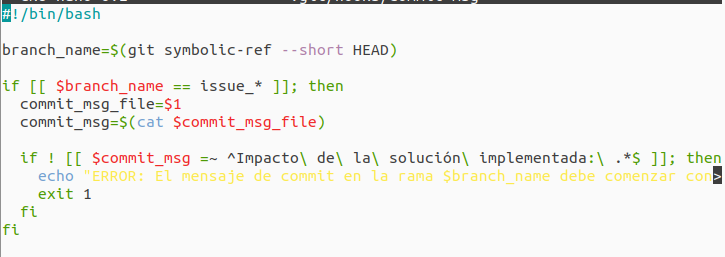 #!/bin/bash
branch_name=$(git symbolic-ref --short HEAD)
if [[ $branch_name == issue_* ]]; then
commit_msg_file=$1
commit_msg=$(cat $commit_msg_file)
if ! [[ $commit_msg =~ ^Impacto\ de\ la\ solución\ implementada:\ .*$ ]]; then
echo "ERROR: El mensaje de commit en la rama $branch_name debe comenzar con>
exit 1
fi
fi